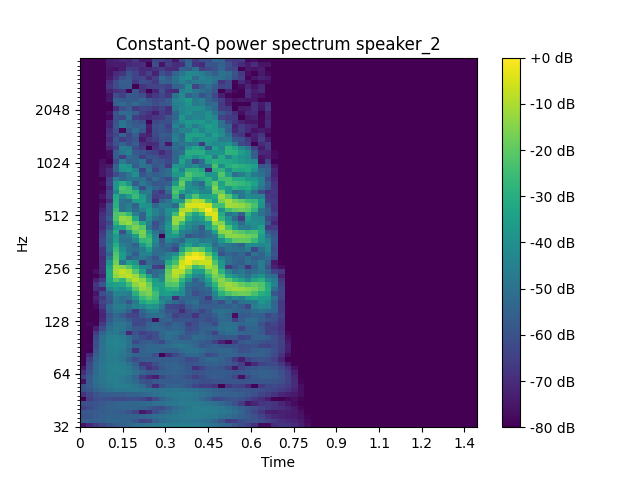 Constant-Q power spectrum speaker_2
Hz
2048
1024
512
256
128
64
32
0 0.15 0.3 0.45 0.6 0.75 0.9 1.1 1.2 1.4
Time
+0 dB
-10 dB
-20 dB
-30 dB
-40 dB
-50 dB
-60 dB
-70 dB
-80 dB